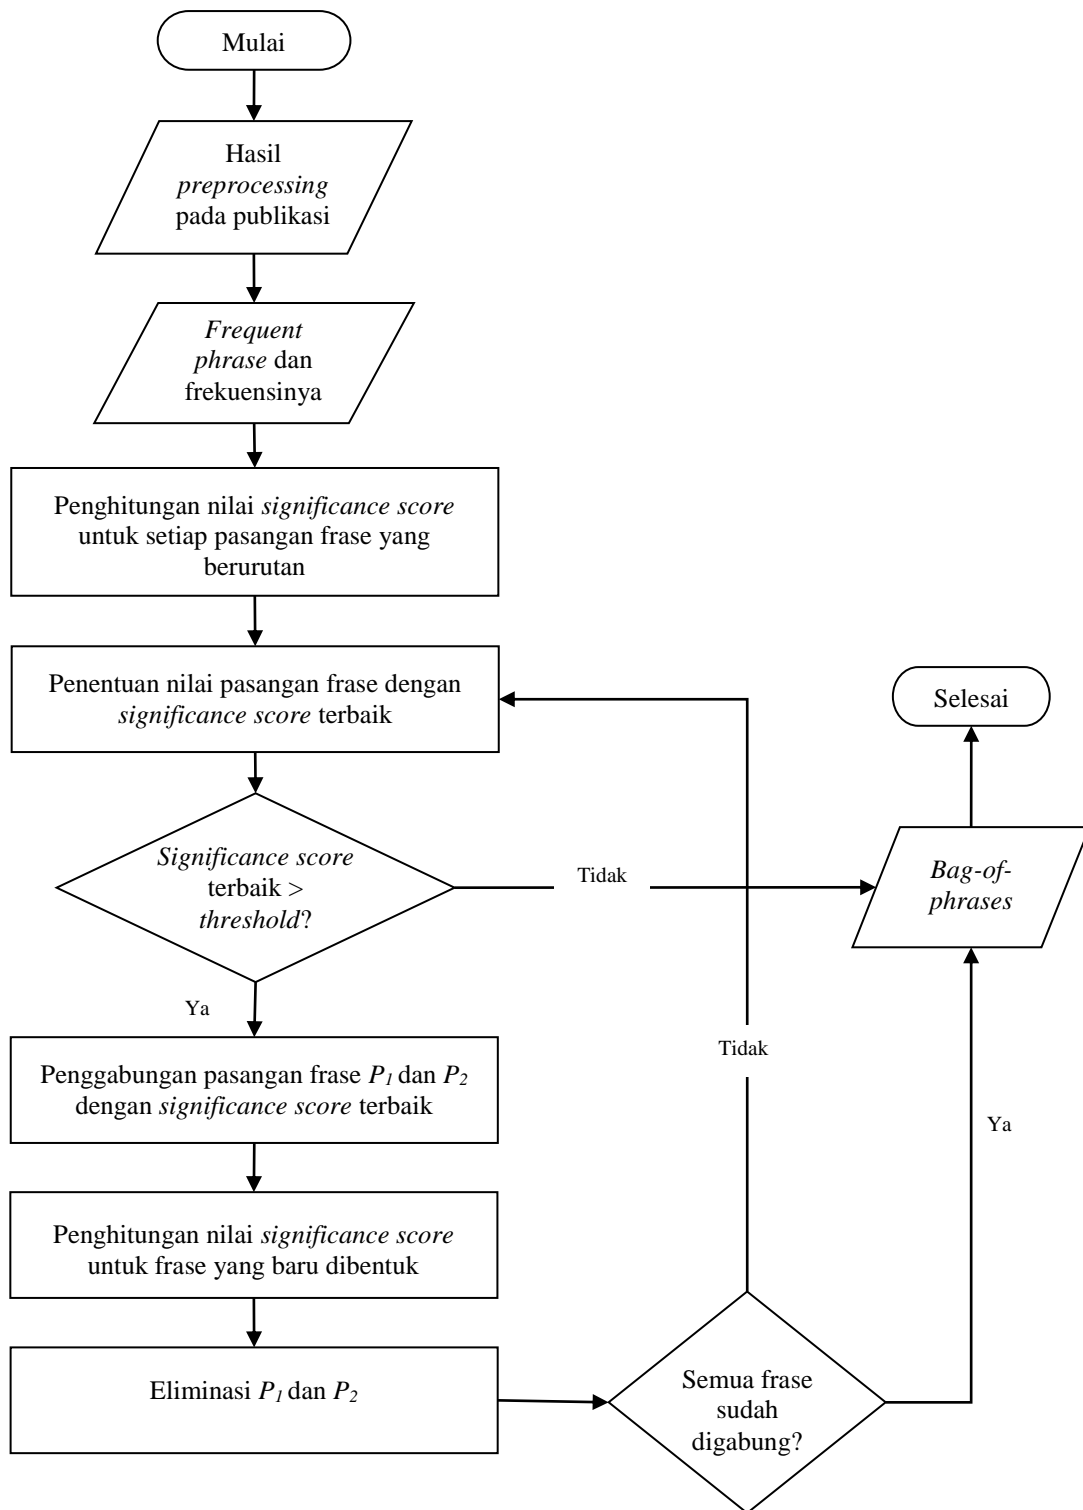 Mulai
Hasil
preprocessing
pada publikasi
Frequent
phrase dan
frekuensinya
Penghitungan nilai significance score
untuk setiap pasangan frase yang
berurutan
Penentuan nilai pasangan frase dengan
significance score terbaik
Selesai
Significance score
terbaik >
threshold?
Tidak
Bag-of-
phrases
Ya
Penggabungan pasangan frase P1 dan P2
dengan significance score terbaik
Tidak
Ya
Penghitungan nilai significance score
untuk frase yang baru dibentuk
Eliminasi P1 dan P2
Semua frase
sudah
digabung?